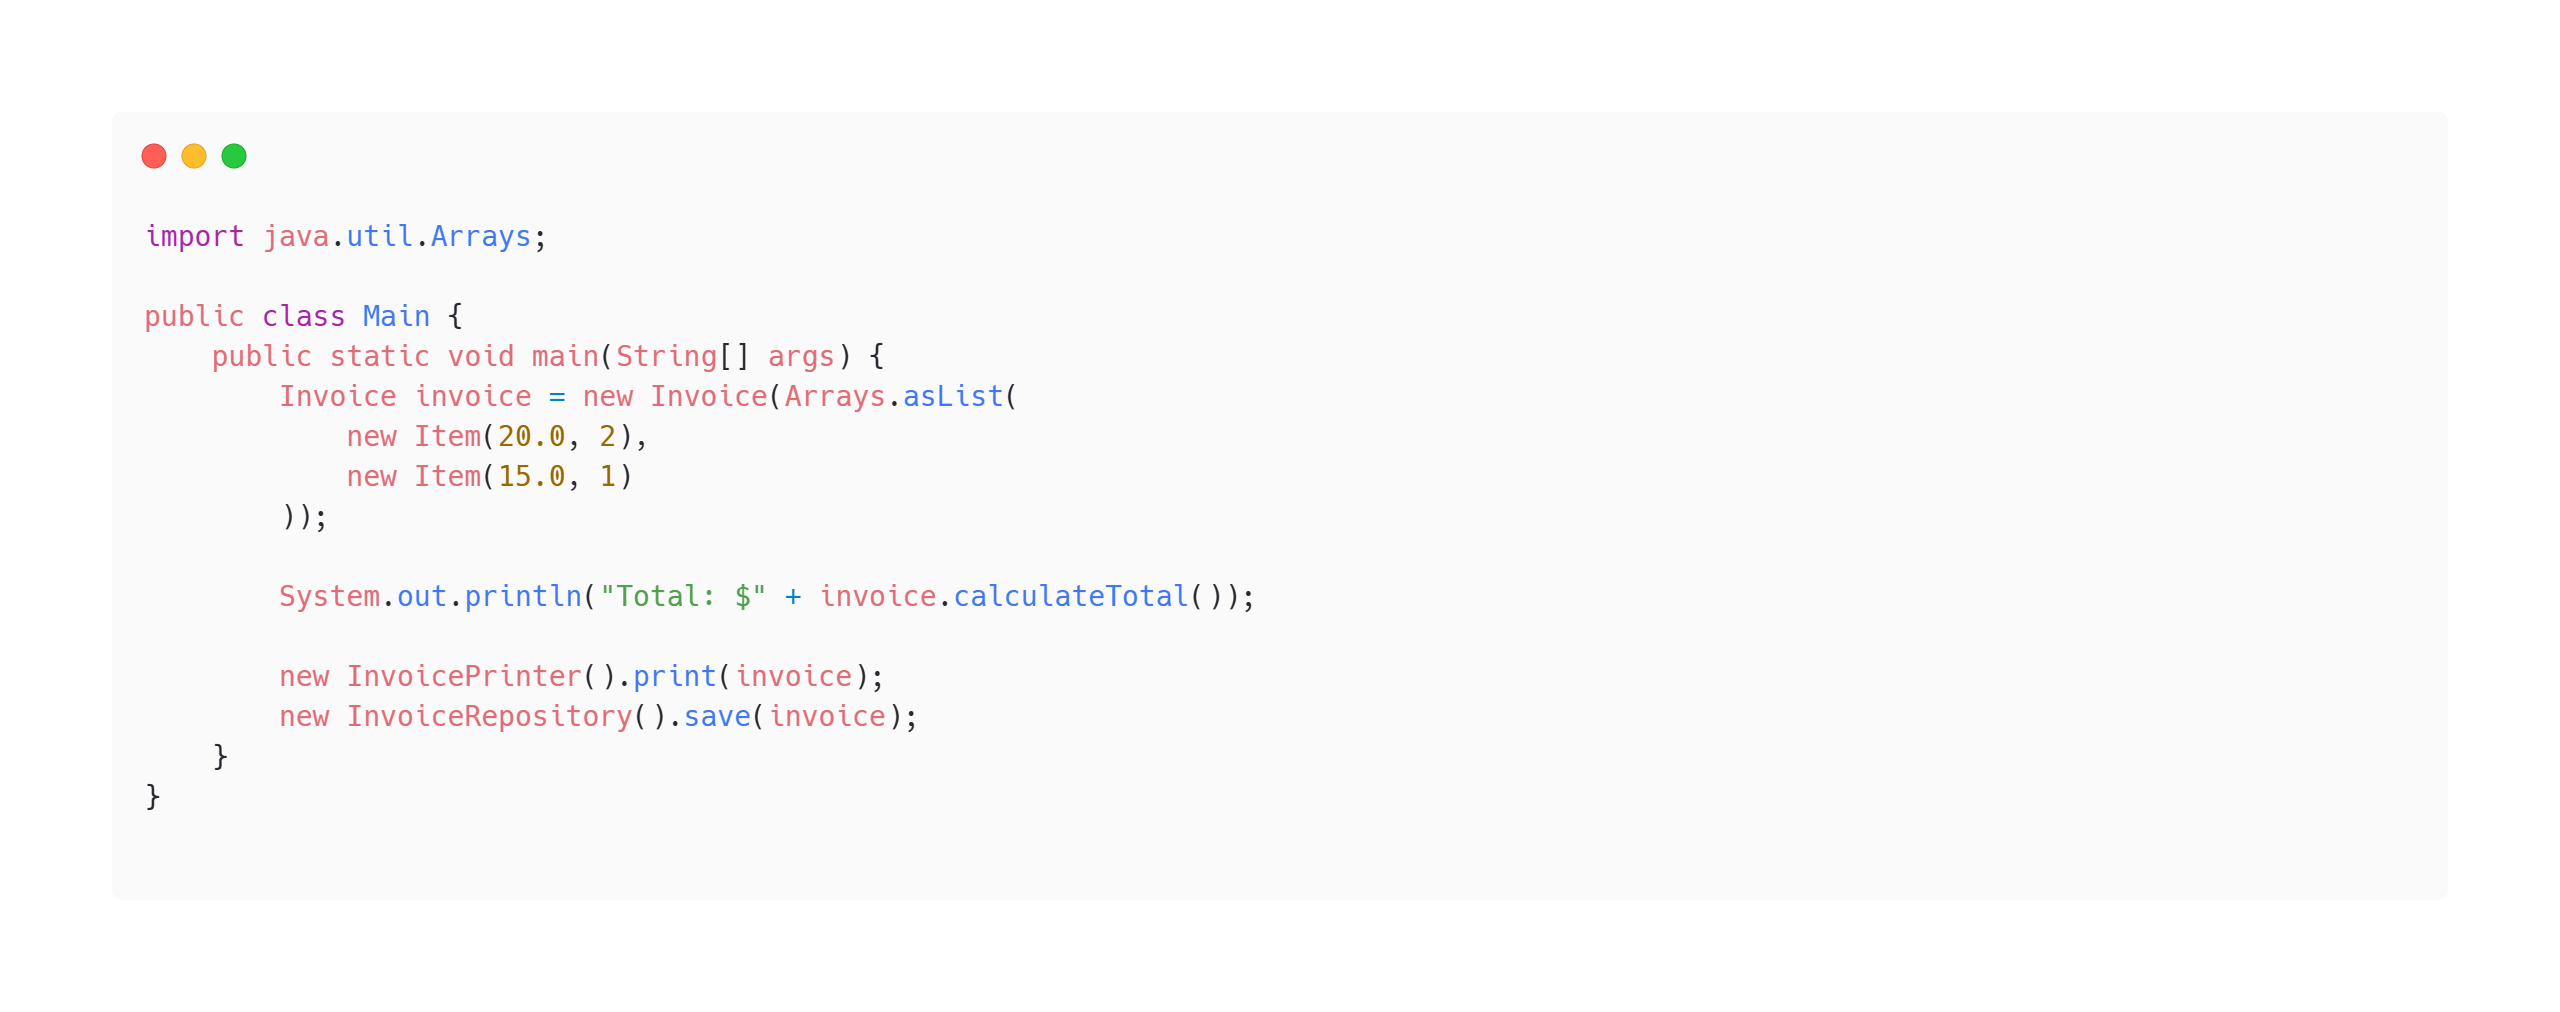 import java.util.Arrays;

public class Main {
    public static void main(String[] args) {
        Invoice invoice = new Invoice(Arrays.asList(
            new Item(20.0, 2),
            new Item(15.0, 1)
        ));

        System.out.println("Total: $" + invoice.calculateTotal());

        new InvoicePrinter().print(invoice);
        new InvoiceRepository().save(invoice);
    }
}